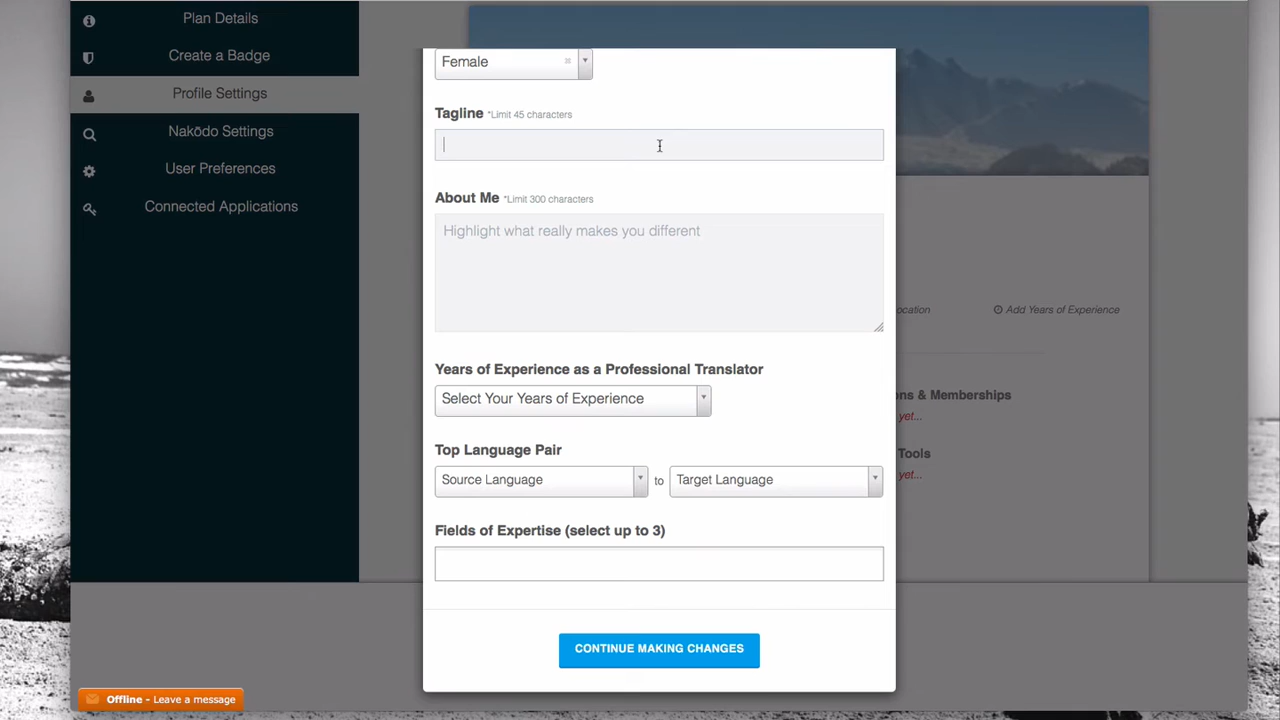 Plan Details
Create a Badge
Profile Settings
Nakōdo Settings
User Preferences
Connected Applications
Female
Tagline *Limit 45 characters
About Me *Limit 300 characters
Highlight what really makes you different
Years of Experience as a Professional Translator
Select Your Years of Experience
Top Language Pair
Source Language to Target Language
Fields of Expertise (select up to 3)
CONTINUE MAKING CHANGES
ocation
Add Years of Experience
ns & Memberships
yet...
Tools
yet...
Offline - Leave a message